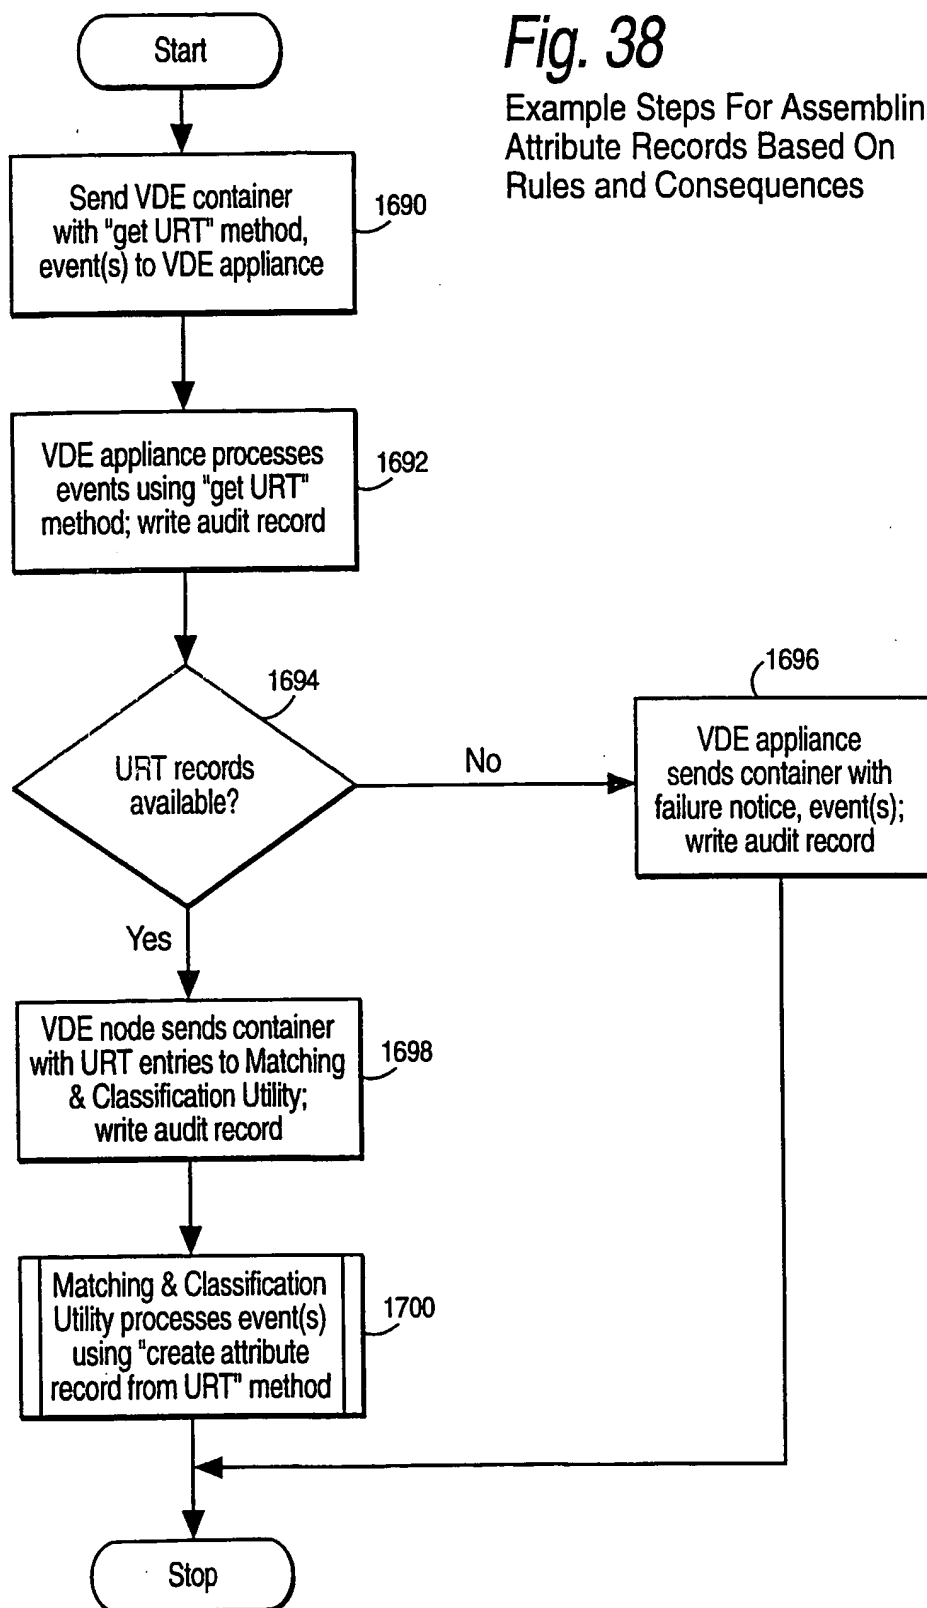 Fig. 38
Example Steps For Assemblin
Attribute Records Based On
Rules and Consequences
Start
Send VDE container
with "get URT" method,
event(s) to VDE appliance
1690
VDE appliance processes
events using "get URT"
method; write audit record
1692
URT records
available?
1694
No
1696
VDE appliance
sends container with
failure notice, event(s);
write audit record
Yes
VDE node sends container
with URT entries to Matching
& Classification Utility;
write audit record
1698
Matching & Classification
Utility processes event(s)
using "create attribute
record from URT" method
1700
Stop